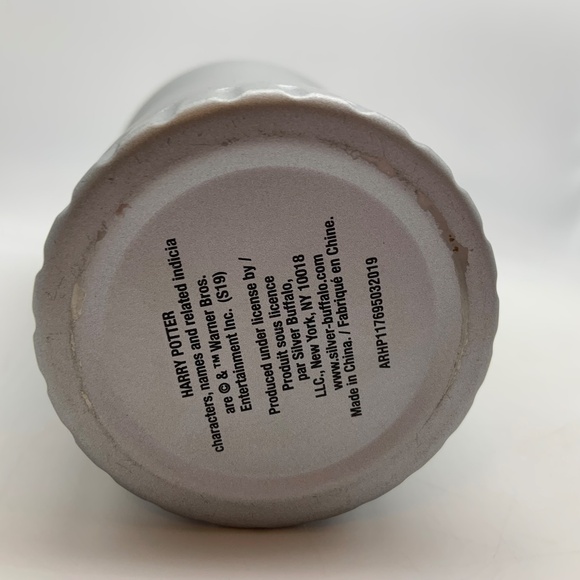 HARRY POTTER
characters, names and related indicia
are © & ™ Warner Bros.
Entertainment Inc. (S19)
Produced under license by /
Produit sous licence
par Silver Buffalo,
LLC., New York, NY 10018
www.silver-buffalo.com
Made in China. / Fabriqué en Chine.
ARHP117695032019